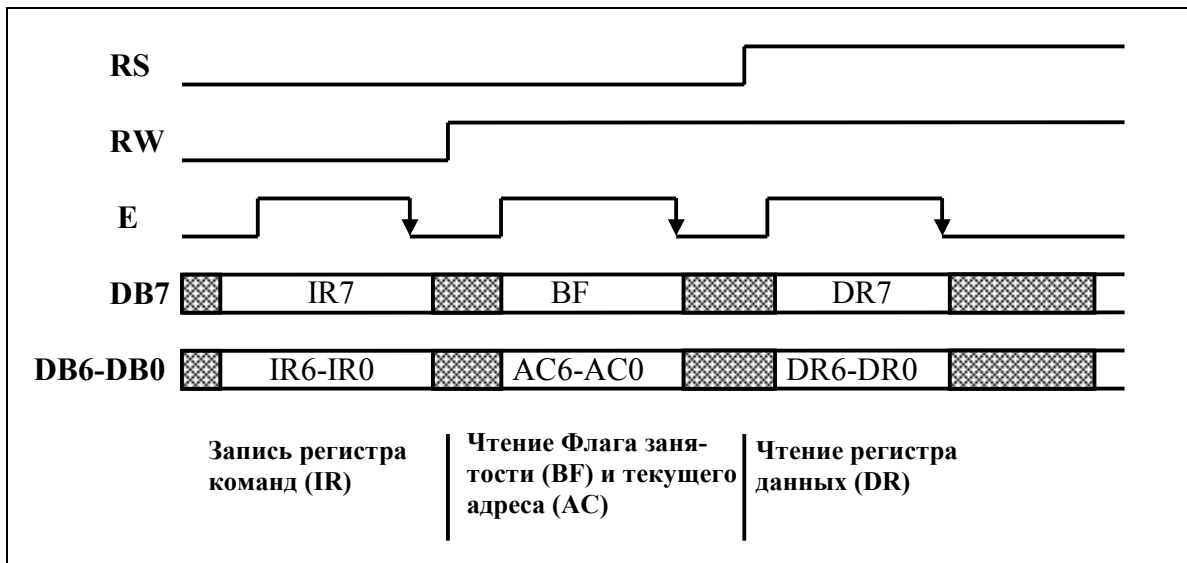 RS
RW
E
DB7 IR7 BF DR7
DB6-DB0 IR6-IR0 AC6-AC0 DR6-DR0
Запись регистра
команд (IR)
Чтение Флага заня-
тости (BF) и текущего
адреса (AC)
Чтение регистра
данных (DR)